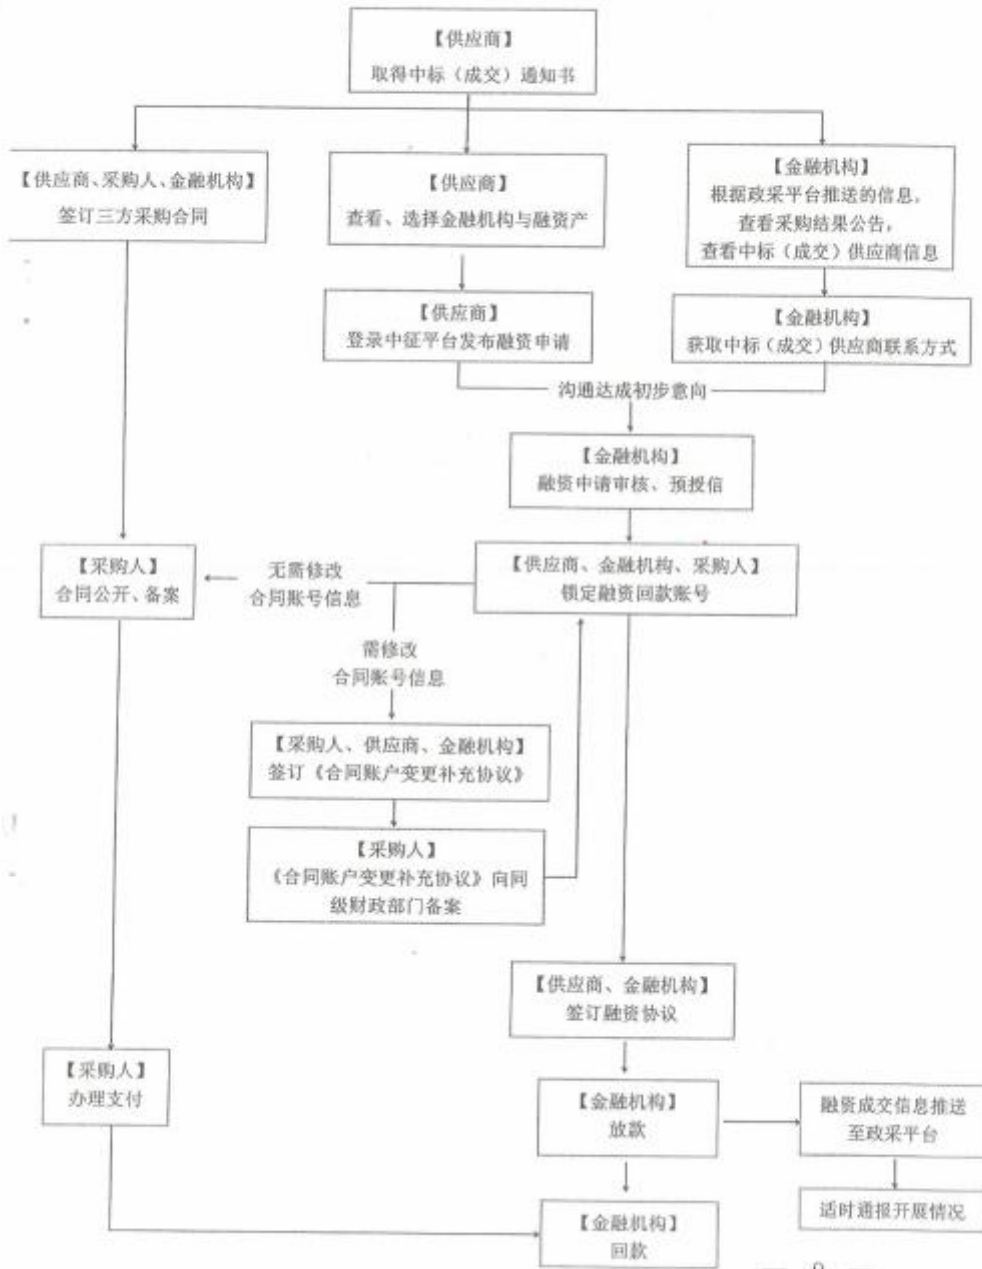 【供应商】
取得中标（成交）通知书
【供应商、采购人、金融机构】
签订三方采购合同
【供应商】
查看、选择金融机构与融资产
【金融机构】
根据政采平台推送的信息，
查看采购结果公告，
查看中标（成交）供应商信息
【供应商】
登录中征平台发布融资申请
【金融机构】
获取中标（成交）供应商联系方式
沟通达成初步意向
【金融机构】
融资申请审核、预授信
【采购人】
合同公开、备案
无需修改
合同账号信息
【供应商、金融机构、采购人】
锁定融资回款账号
需修改
合同账号信息
【采购人、供应商、金融机构】
签订《合同账户变更补充协议》
【采购人】
《合同账户变更补充协议》向同
级财政部门备案
【供应商、金融机构】
签订融资协议
【采购人】
办理支付
【金融机构】
放款
融资成交信息推送
至政采平台
适时通报开展情况
【金融机构】
回款